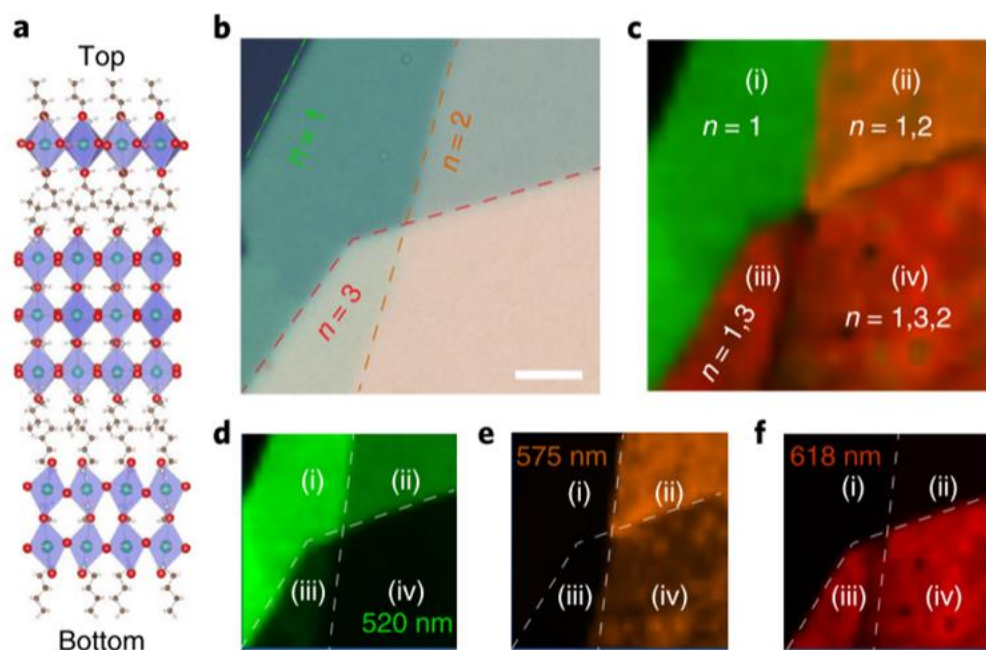 a
Top
Bottom
b
n = 1
n = 2
n = 3
c
(i)
n = 1
(ii)
n = 1,2
(iii)
n = 1,3
(iv)
n = 1,3,2
d
(i)
(ii)
(iii)
(iv)
520 nm
e
575 nm
(i)
(ii)
(iii)
(iv)
f
618 nm
(i)
(ii)
(iii)
(iv)